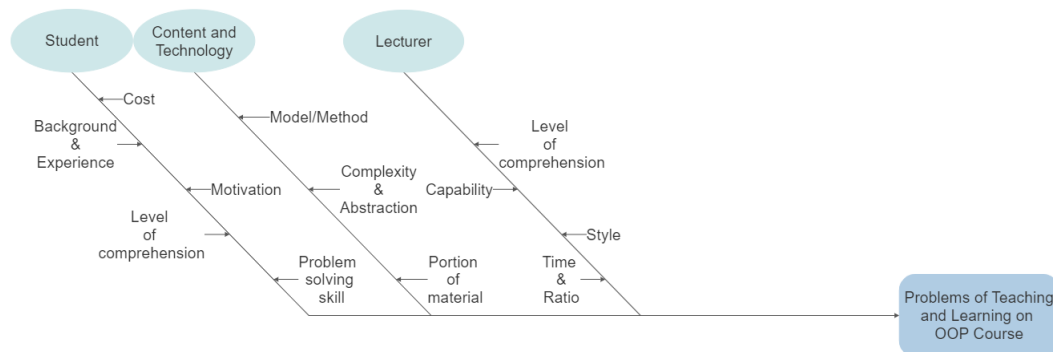 Student
Content and
Technology
Lecturer
Cost
Background
&
Experience
Motivation
Level
of
comprehension
Problem
solving
skill
Model/Method
Complexity
&
Abstraction
Portion
of
material
Level
of
comprehension
Capability
Style
Time
&
Ratio
Problems of Teaching
and Learning on
OOP Course